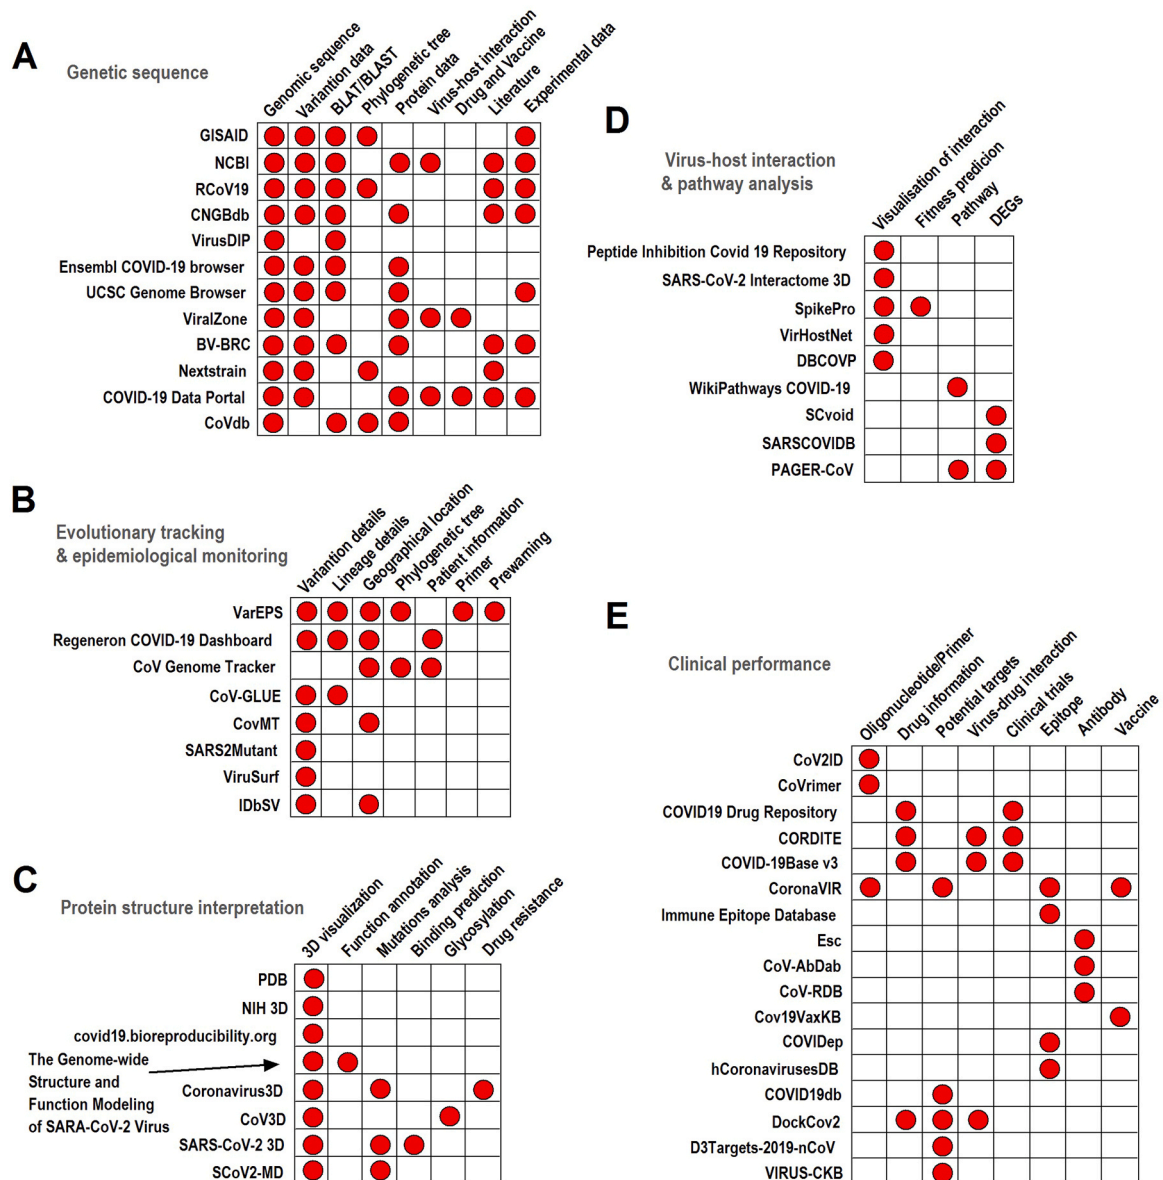 A
Genetic sequence
Genomic sequence
Variantion data
BLAT/BLAST
Phylogenetic tree
Protein data
Virus-host interaction
Drug and Vaccine
Literature
Experimental data
GISAID
NCBI
RCoV19
CNGBdb
VirusDIP
Ensembl COVID-19 browser
UCSC Genome Browser
ViralZone
BV-BRC
Nextstrain
COVID-19 Data Portal
CoVdb
B
Evolutionary tracking
& epidemiological monitoring
Variantion details
Lineage details
Geographical location
Phylogenetic tree
Patient information
Primer
Prewarning
VarEPS
Regeneron COVID-19 Dashboard
CoV Genome Tracker
CoV-GLUE
CovMT
SARS2Mutant
ViruSurf
IDbSV
C
Protein structure interpretation
3D visualization
Function annotation
Mutations analysis
Binding prediction
Glycosylation
Drug resistance
PDB
NIH 3D
covid19.bioreproducibility.org
The Genome-wide
Structure and
Function Modeling
of SARA-CoV-2 Virus
Coronavirus3D
CoV3D
SARS-CoV-2 3D
SCoV2-MD
D
Virus-host interaction
& pathway analysis
Visualisation of interaction
Fitness predicion
Pathway
DEGs
Peptide Inhibition Covid 19 Repository
SARS-CoV-2 Interactome 3D
SpikePro
VirHostNet
DBCOVP
WikiPathways COVID-19
SCvoid
SARSCOVIDB
PAGER-CoV
E
Clinical performance
Oligonucleotide/Primer
Drug information
Potential targets
Virus-drug interaction
Clinical trials
Epitope
Antibody
Vaccine
CoV2ID
CoVrimer
COVID19 Drug Repository
CORDITE
COVID-19Base v3
CoronaVIR
Immune Epitope Database
Esc
CoV-AbDab
CoV-RDB
Cov19VaxKB
COVIDep
hCoronavirusesDB
COVID19db
DockCov2
D3Targets-2019-nCoV
VIRUS-CKB